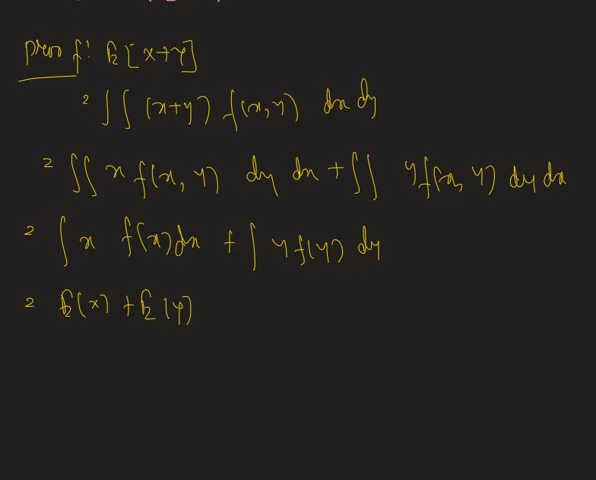 proof: E[x+y]
= ∫∫ (x+y) f(x,y) dx dy
= ∫∫ x f(x, y) dy dx + ∫∫ y f(x, y) dy dx
= ∫ x f(x) dx + ∫ y f(y) dy
= E(x) + E(y)